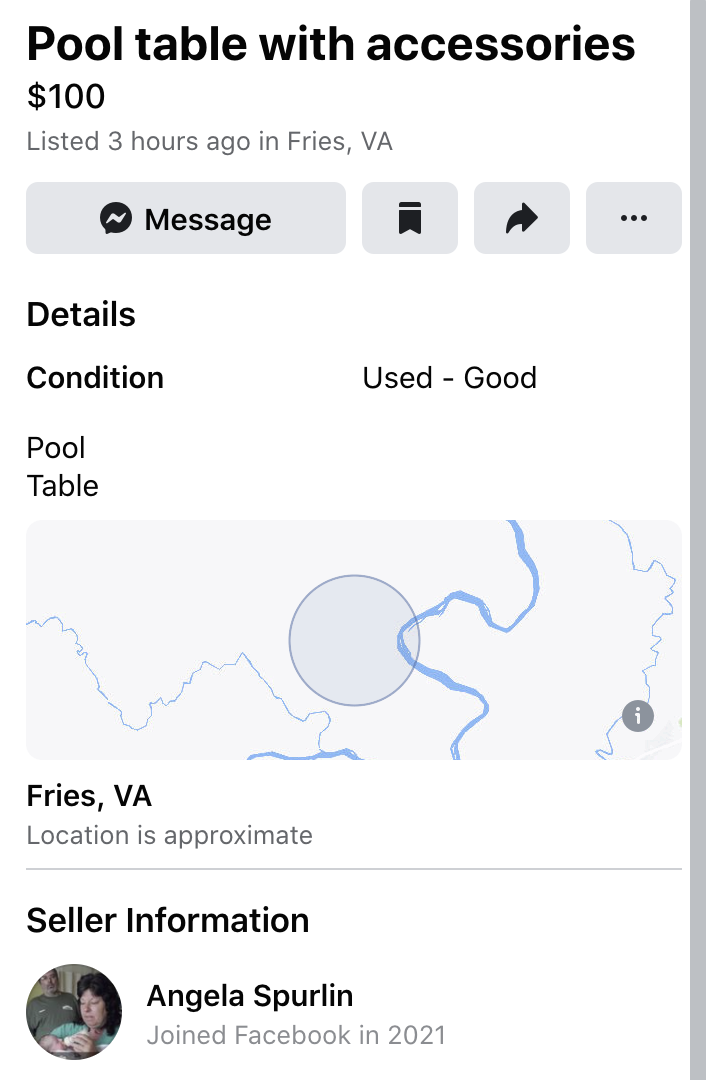 Pool table with accessories
$100
Listed 3 hours ago in Fries, VA
Message
Details
Condition Used - Good
Pool
Table
Fries, VA
Location is approximate
Seller Information
Angela Spurlin
Joined Facebook in 2021